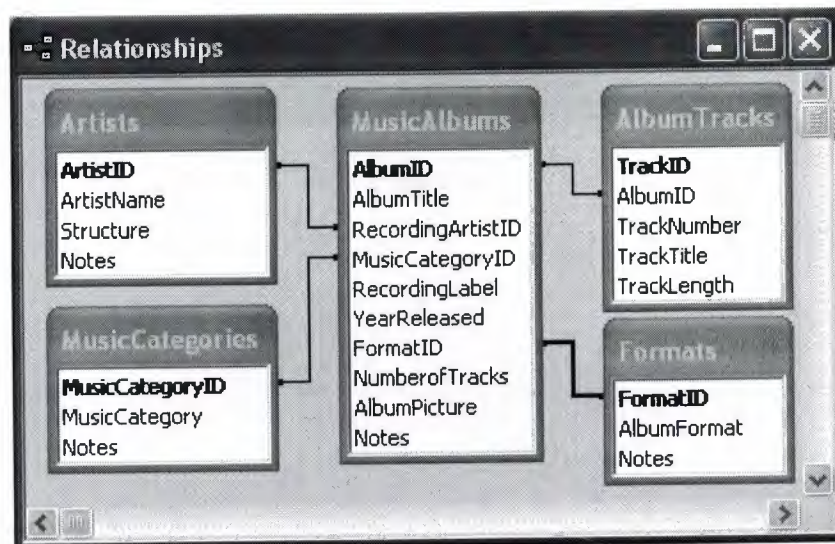 Relationships
Artists
ArtistID
ArtistName
Structure
Notes
MusicCategories
MusicCategoryID
MusicCategory
Notes
MusicAlbums
AlbumID
AlbumTitle
RecordingArtistID
MusicCategoryID
RecordingLabel
YearReleased
FormatID
NumberofTracks
AlbumPicture
Notes
AlbumTracks
TrackID
AlbumID
TrackNumber
TrackTitle
TrackLength
Formats
FormatID
AlbumFormat
Notes